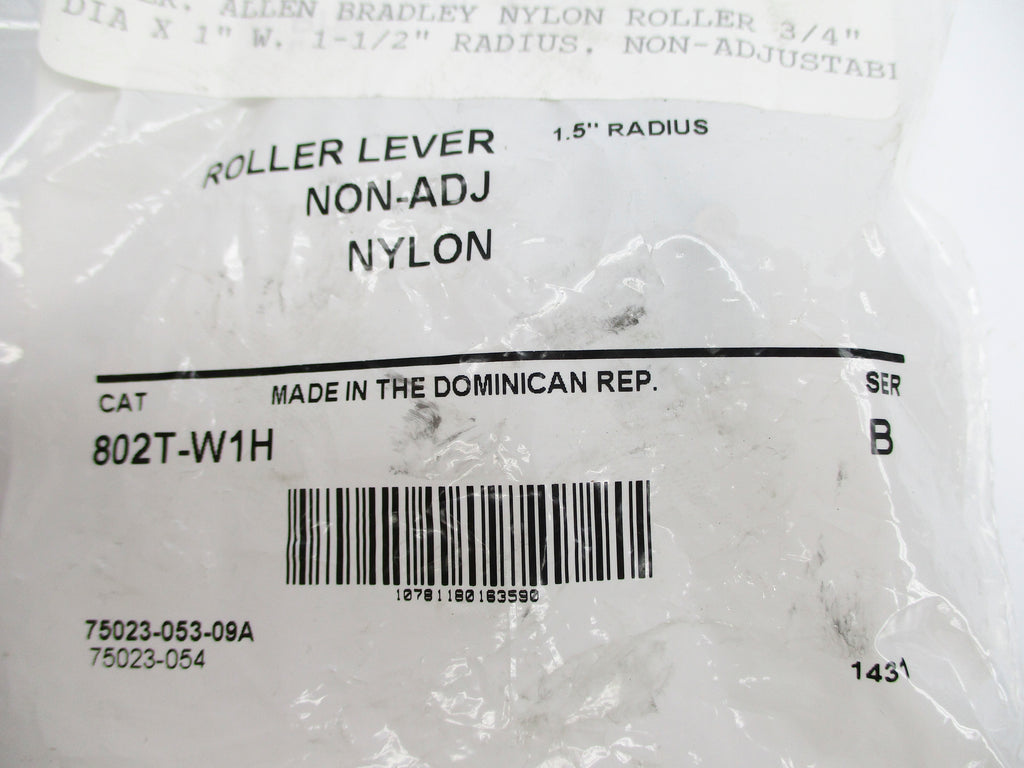 ALLEN BRADLEY NYLON ROLLER 3/4"
DIA X 1" W. 1-1/2" RADIUS. NON-ADJUSTABI
ROLLER LEVER 1.5" RADIUS
NON-ADJ
NYLON
CAT MADE IN THE DOMINICAN REP. SER
802T-W1H B
10781180163590
75023-053-09A
75023-054
1431